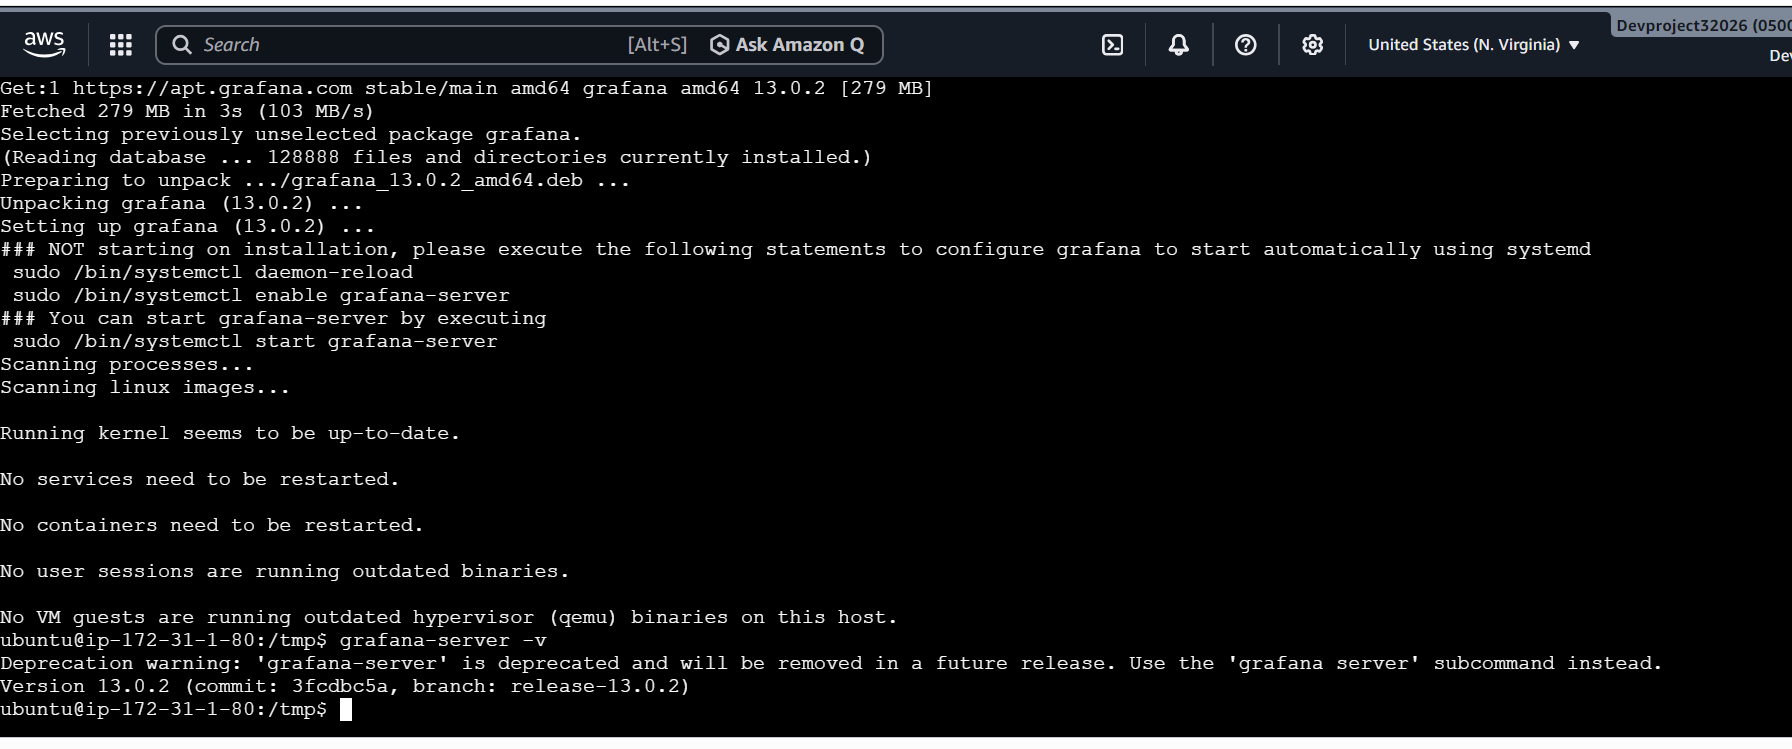 aws
Search [Alt+S] Ask Amazon Q
United States (N. Virginia) ▼
Devproject32026 (0500
Get:1 https://apt.grafana.com stable/main amd64 grafana amd64 13.0.2 [279 MB]
Fetched 279 MB in 3s (103 MB/s)
Selecting previously unselected package grafana.
(Reading database ... 128888 files and directories currently installed.)
Preparing to unpack .../grafana_13.0.2_amd64.deb ...
Unpacking grafana (13.0.2) ...
Setting up grafana (13.0.2) ...
### NOT starting on installation, please execute the following statements to configure grafana to start automatically using systemd
 sudo /bin/systemctl daemon-reload
 sudo /bin/systemctl enable grafana-server
### You can start grafana-server by executing
 sudo /bin/systemctl start grafana-server
Scanning processes...
Scanning linux images...
Running kernel seems to be up-to-date.
No services need to be restarted.
No containers need to be restarted.
No user sessions are running outdated binaries.
No VM guests are running outdated hypervisor (qemu) binaries on this host.
ubuntu@ip-172-31-1-80:/tmp$ grafana-server -v
Deprecation warning: 'grafana-server' is deprecated and will be removed in a future release. Use the 'grafana server' subcommand instead.
Version 13.0.2 (commit: 3fcdbc5a, branch: release-13.0.2)
ubuntu@ip-172-31-1-80:/tmp$